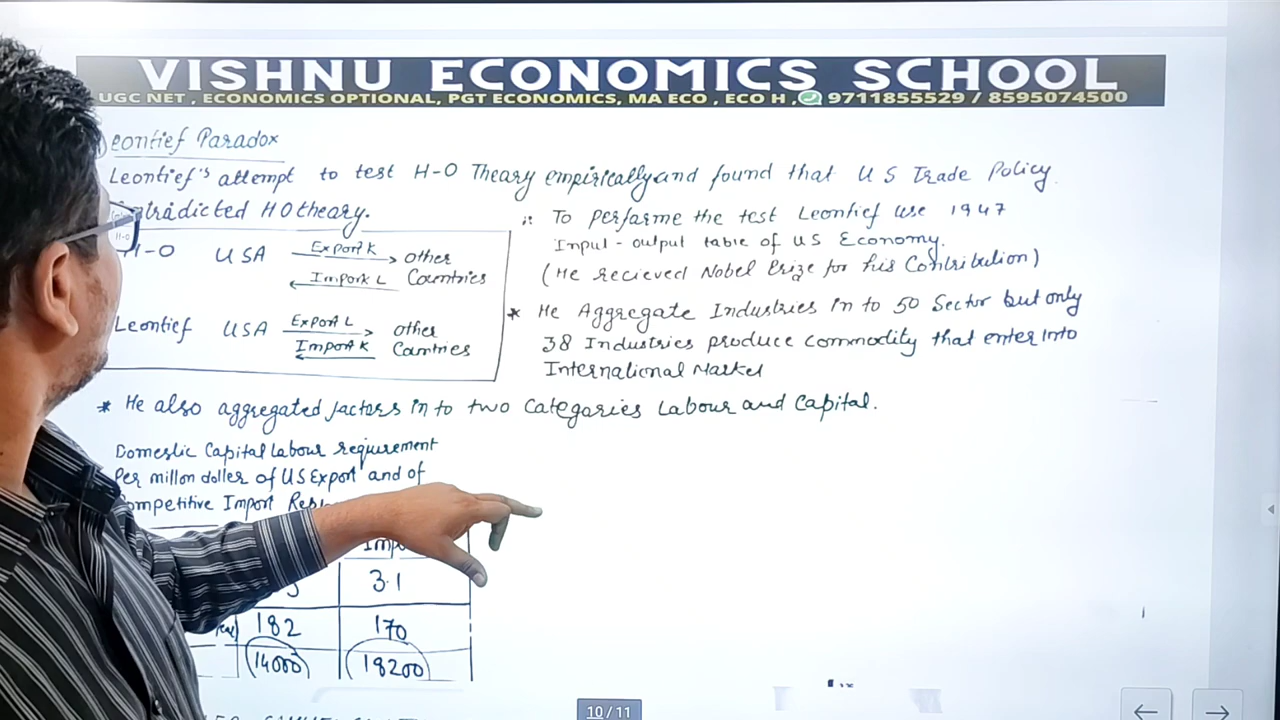 VISHNU ECONOMICS SCHOOL
UGC NET , ECONOMICS OPTIONAL, PGT ECONOMICS, MA ECO , ECO H , 9711855529 / 8595074500
eontief Paradox
Leontief's attempt to test H-O Theary empirically and found that U S Trade Policy
ntradicted HO theary.
H-O USA Export K other
Import L Countries
Leontief USA Export L other
Import K Countries
∴ To perfarme the test Leontief use 1947
Input - output table of US Economy.
(He recieved Nobel Prize for his Contribution)
* He Aggregate Industries in to 50 Sector but only
38 Industries produce commodity that enter into
International Market
* He also aggregated factors in to two Categaries Labour and Capital.
Domestic Capital labour requirement
Per millon doller of US Export and of
ompetitive Import
3.1
182 170
14000 18200
10/11